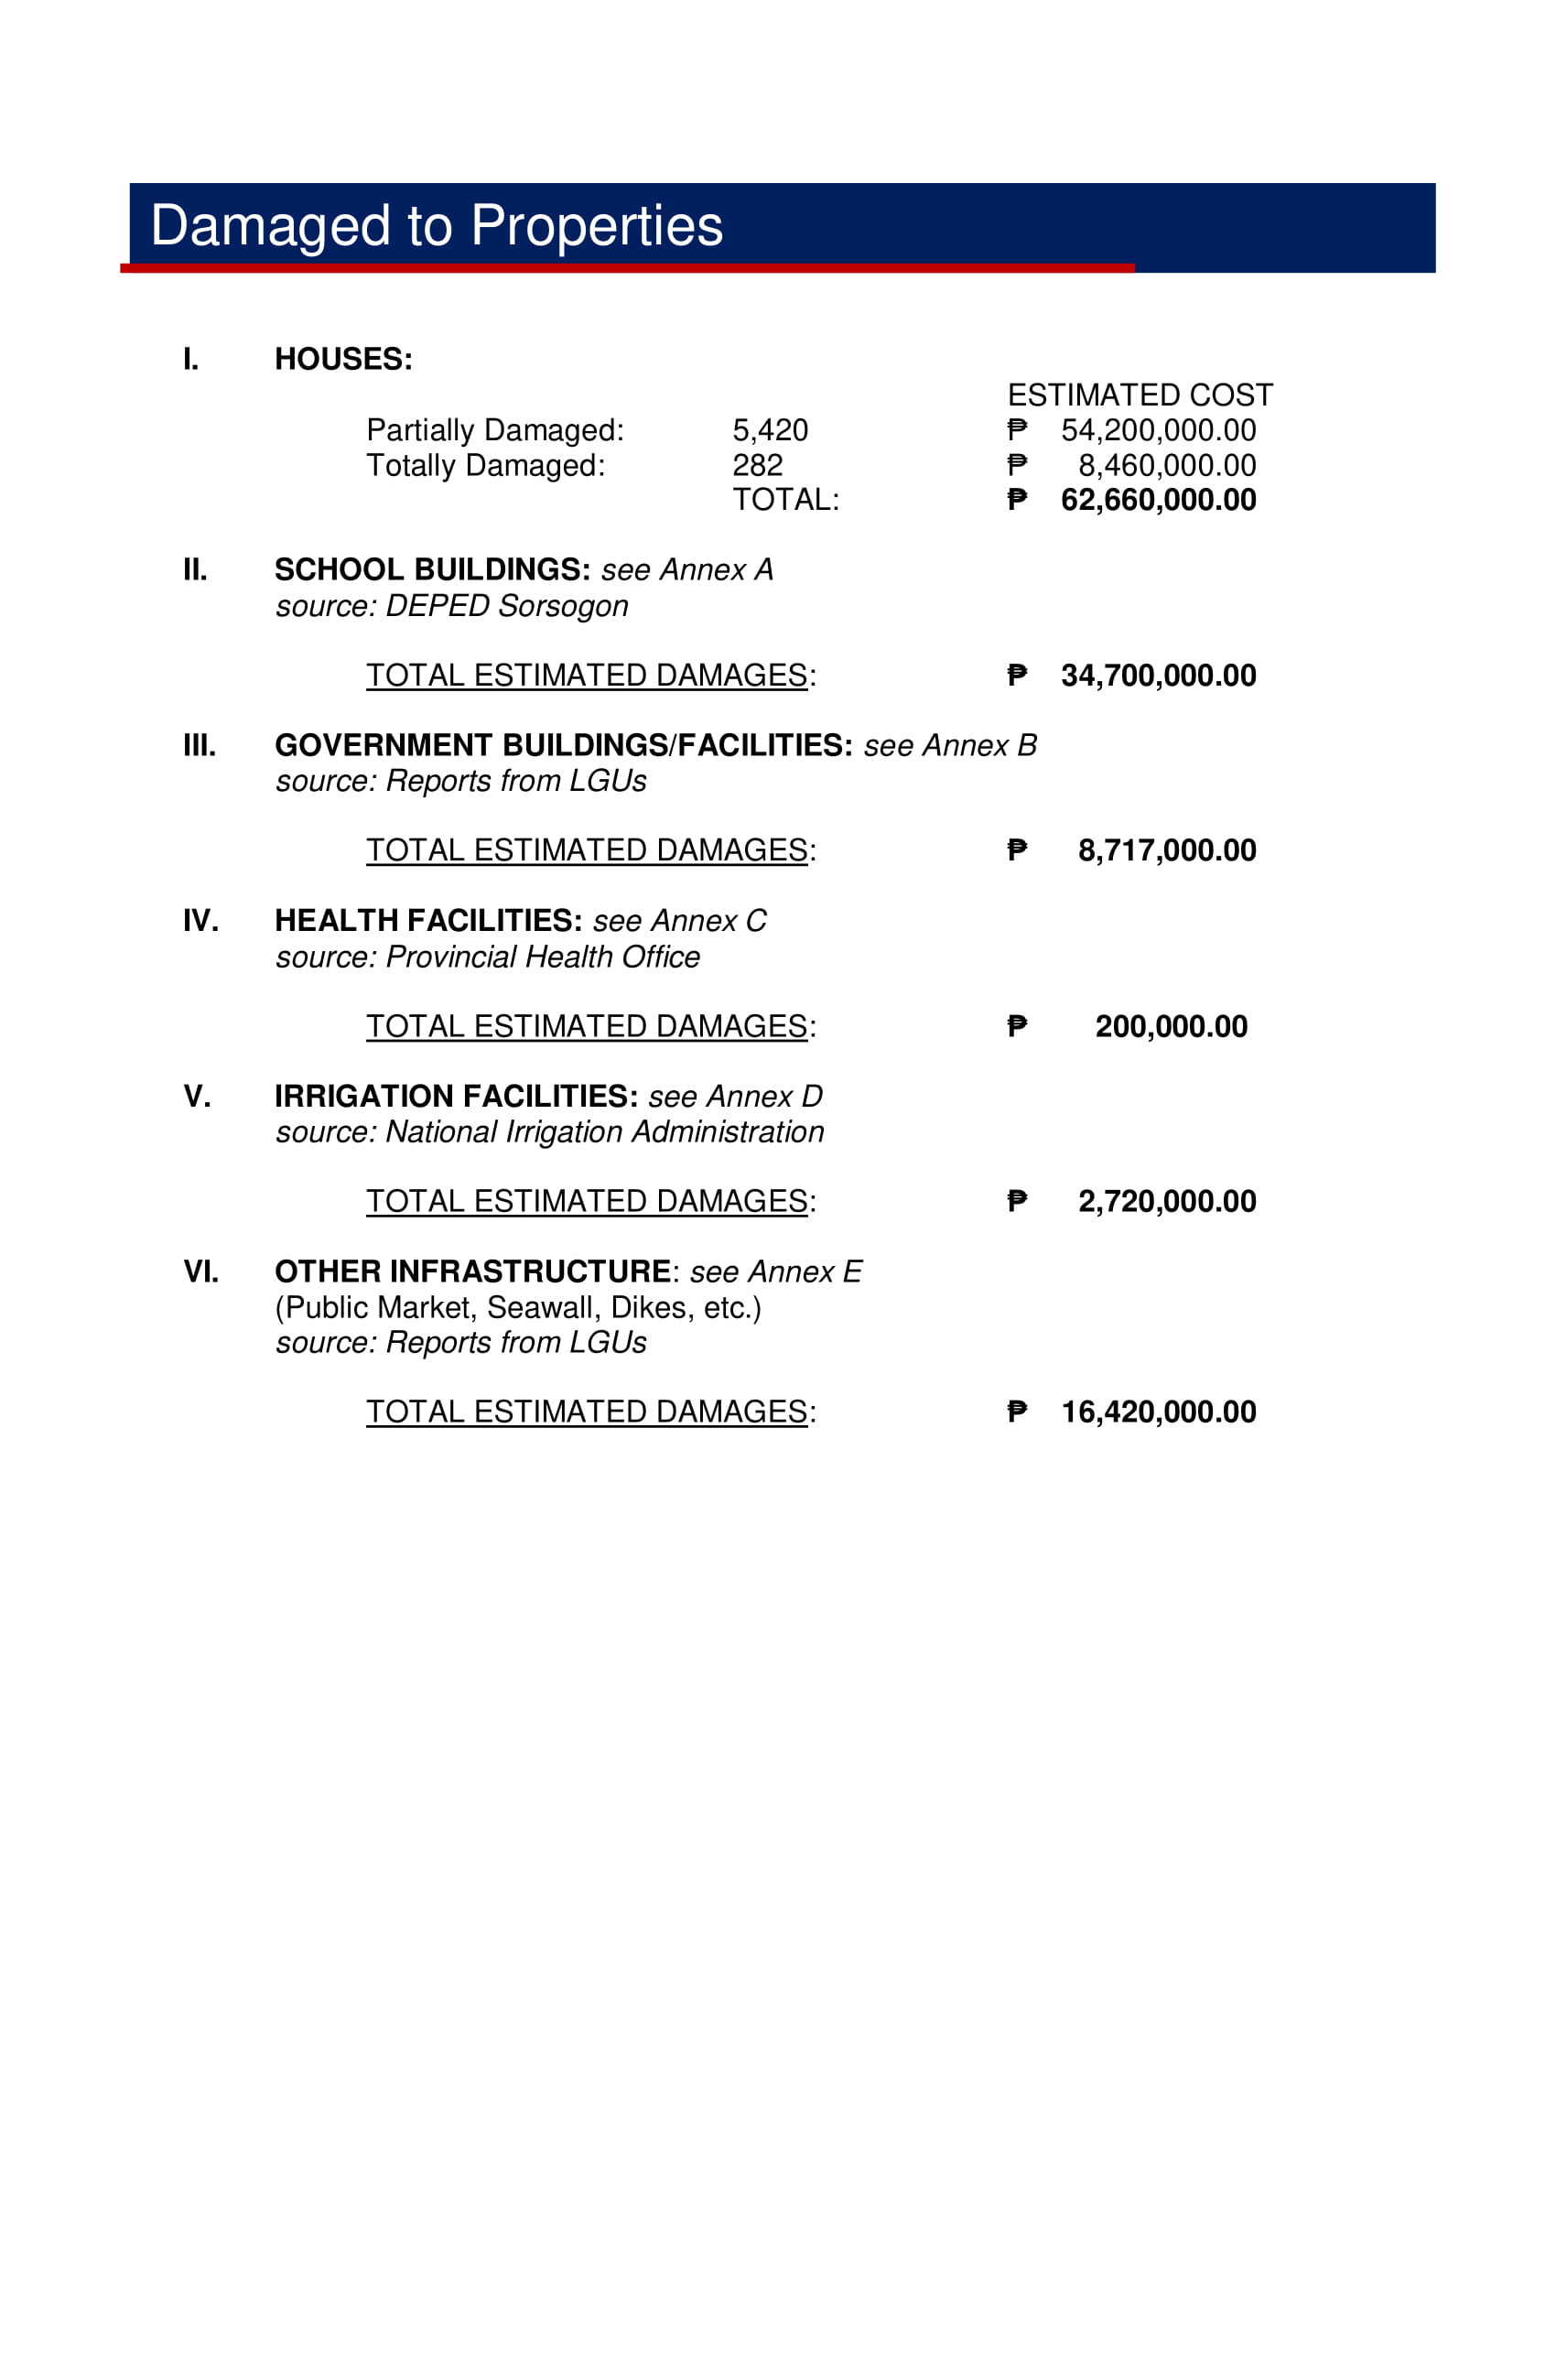 Damaged to Properties
I. HOUSES:
ESTIMATED COST
Partially Damaged: 5,420 ₱ 54,200,000.00
Totally Damaged: 282 ₱ 8,460,000.00
TOTAL: ₱ 62,660,000.00
II. SCHOOL BUILDINGS: see Annex A
source: DEPED Sorsogon
TOTAL ESTIMATED DAMAGES: ₱ 34,700,000.00
III. GOVERNMENT BUILDINGS/FACILITIES: see Annex B
source: Reports from LGUs
TOTAL ESTIMATED DAMAGES: ₱ 8,717,000.00
IV. HEALTH FACILITIES: see Annex C
source: Provincial Health Office
TOTAL ESTIMATED DAMAGES: ₱ 200,000.00
V. IRRIGATION FACILITIES: see Annex D
source: National Irrigation Administration
TOTAL ESTIMATED DAMAGES: ₱ 2,720,000.00
VI. OTHER INFRASTRUCTURE: see Annex E
(Public Market, Seawall, Dikes, etc.)
source: Reports from LGUs
TOTAL ESTIMATED DAMAGES: ₱ 16,420,000.00